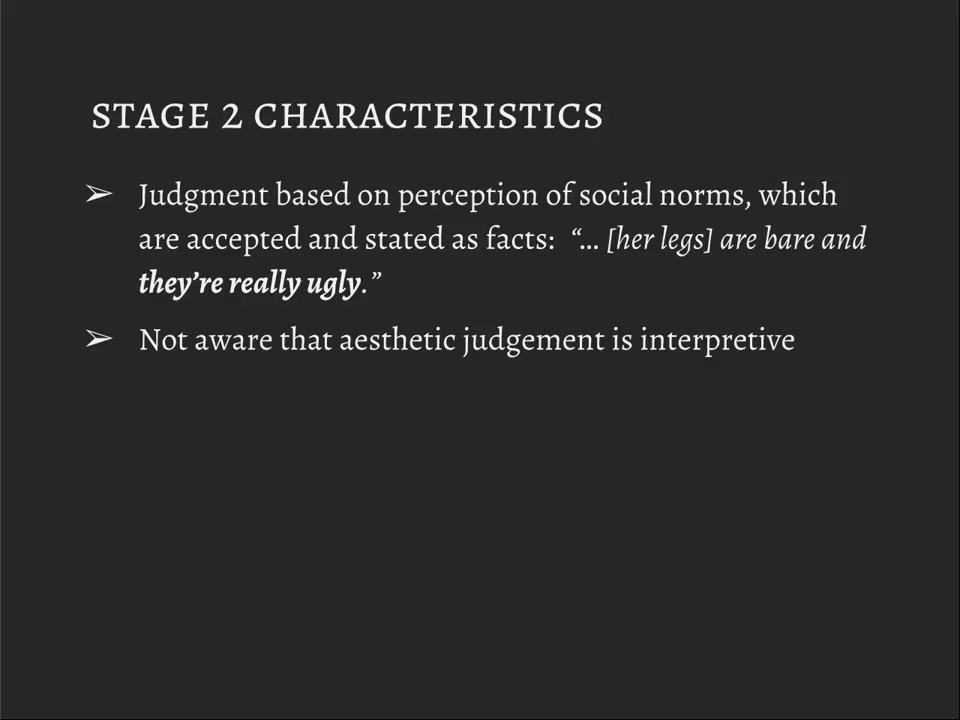 STAGE 2 CHARACTERISTICS
➢ Judgment based on perception of social norms, which
are accepted and stated as facts: “… [her legs] are bare and
they’re really ugly.”
➢ Not aware that aesthetic judgement is interpretive